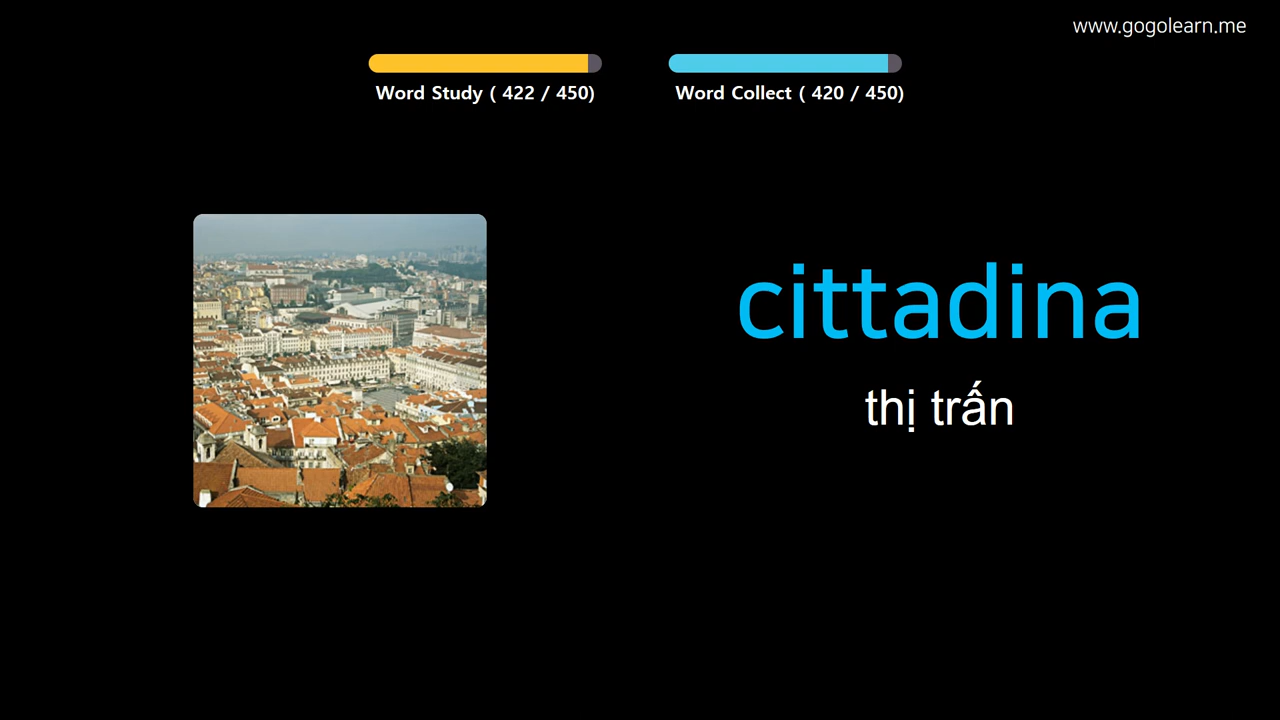 www.gogolearn.me
Word Study ( 422 / 450)
Word Collect ( 420 / 450)
cittadina
thị trấn